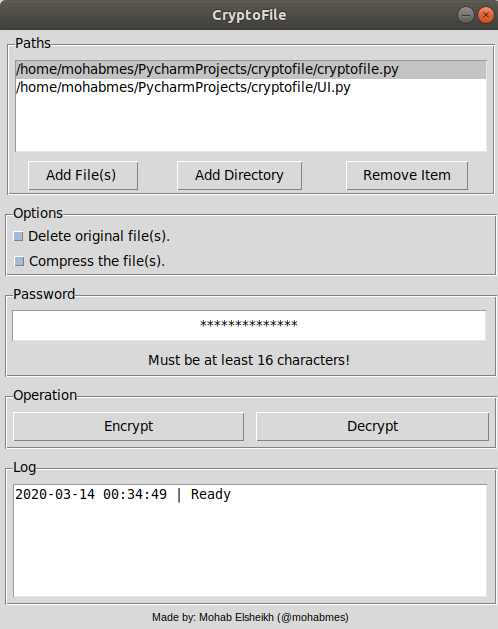 CryptoFile
Paths
/home/mohabmes/PycharmProjects/cryptofile/cryptofile.py
/home/mohabmes/PycharmProjects/cryptofile/UI.py
Add File(s) Add Directory Remove Item
Options
Delete original file(s).
Compress the file(s).
Password
**************
Must be at least 16 characters!
Operation
Encrypt Decrypt
Log
2020-03-14 00:34:49 | Ready
Made by: Mohab Elsheikh (@mohabmes)